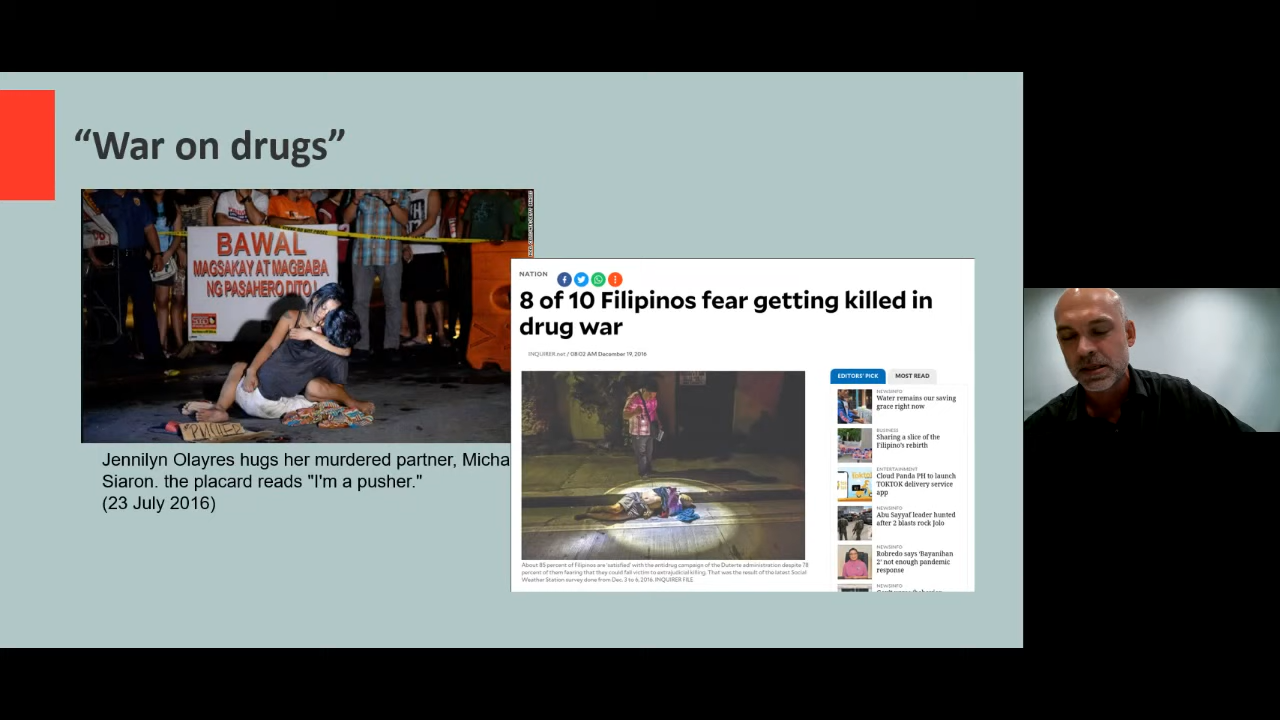 “War on drugs”
BAWAL
MAGSAKAY AT MAGBABA
NG PASAHERO DITO!
Jennilyn Olayres hugs her murdered partner, Micha
Siaron. the placard reads "I'm a pusher."
(23 July 2016)
NATION
8 of 10 Filipinos fear getting killed in
drug war
INQUIRER.net / 08:02 AM December 19, 2016
About 85 percent of Filipinos are 'satisfied' with the antidrug campaign of the Duterte administration despite 78
percent of them fearing that they could fall victim to extrajudicial killing. That was the result of the latest Social
Weather Station survey done from Dec. 3 to 6, 2016. INQUIRER FILE
EDITORS' PICK
MOST READ
NEWSINFO
Water remains our saving
grace right now
BUSINESS
Sharing a slice of the
Filipino's rebirth
ENTERTAINMENT
Cloud Panda PH to launch
TOKTOK delivery service
app
NEWSINFO
Abu Sayyaf leader hunted
after 2 blasts rock Jolo
NEWSINFO
Robredo says 'Bayanihan
2' not enough pandemic
response
NEWSINFO